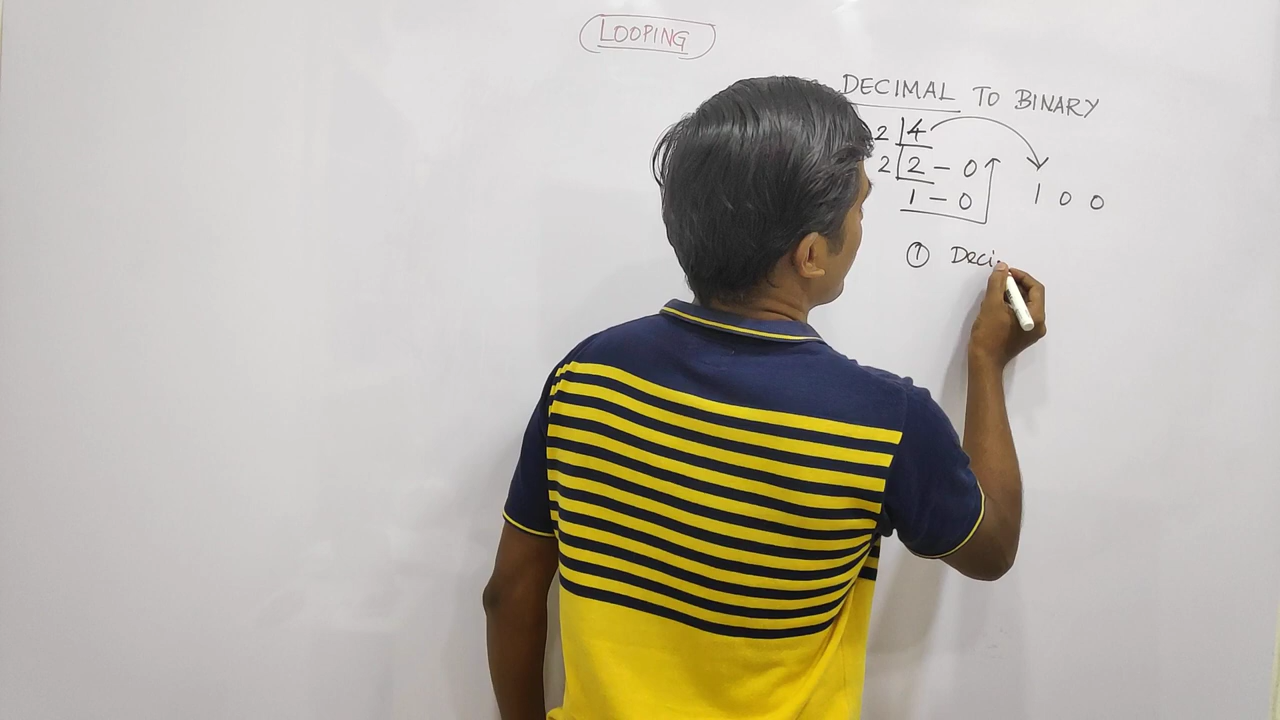 LOOPING
DECIMAL TO BINARY
2 4
2 2 - 0
1 - 0
1 0 0
① Deci